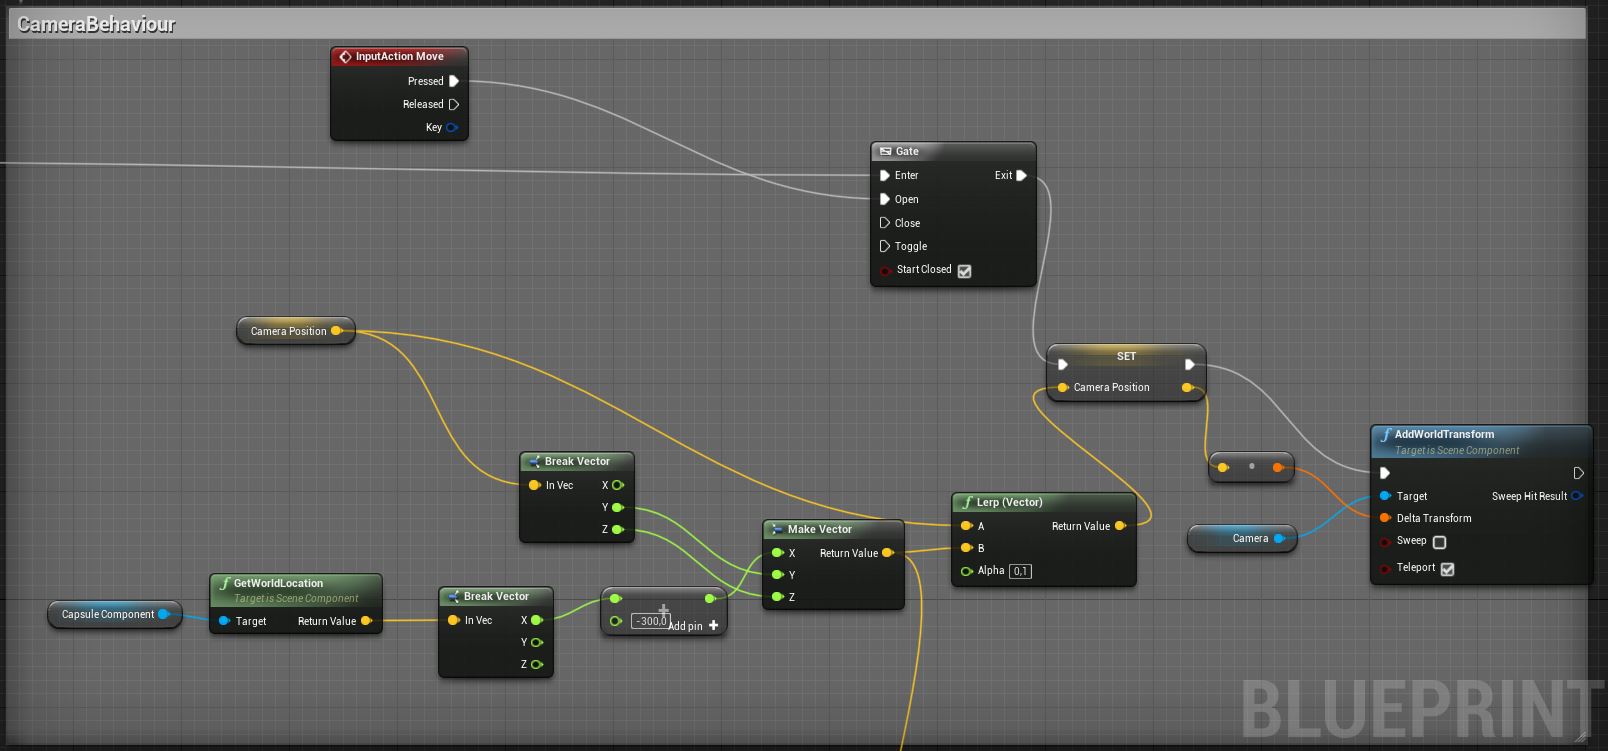 CameraBehaviour
InputAction Move
Pressed
Released
Key
Gate
Enter
Exit
Open
Close
Toggle
Start Closed
Camera Position
SET
Camera Position
AddWorldTransform
Target is Scene Component
Target
Sweep Hit Result
Delta Transform
Sweep
Teleport
Camera
Break Vector
In Vec
X
Y
Z
Lerp (Vector)
A
Return Value
B
Alpha 0,1
Make Vector
X
Return Value
Y
Z
GetWorldLocation
Target is Scene Component
Target
Return Value
Capsule Component
Break Vector
In Vec
X
Y
Z
-300,0
Add pin
BLUEPRINT